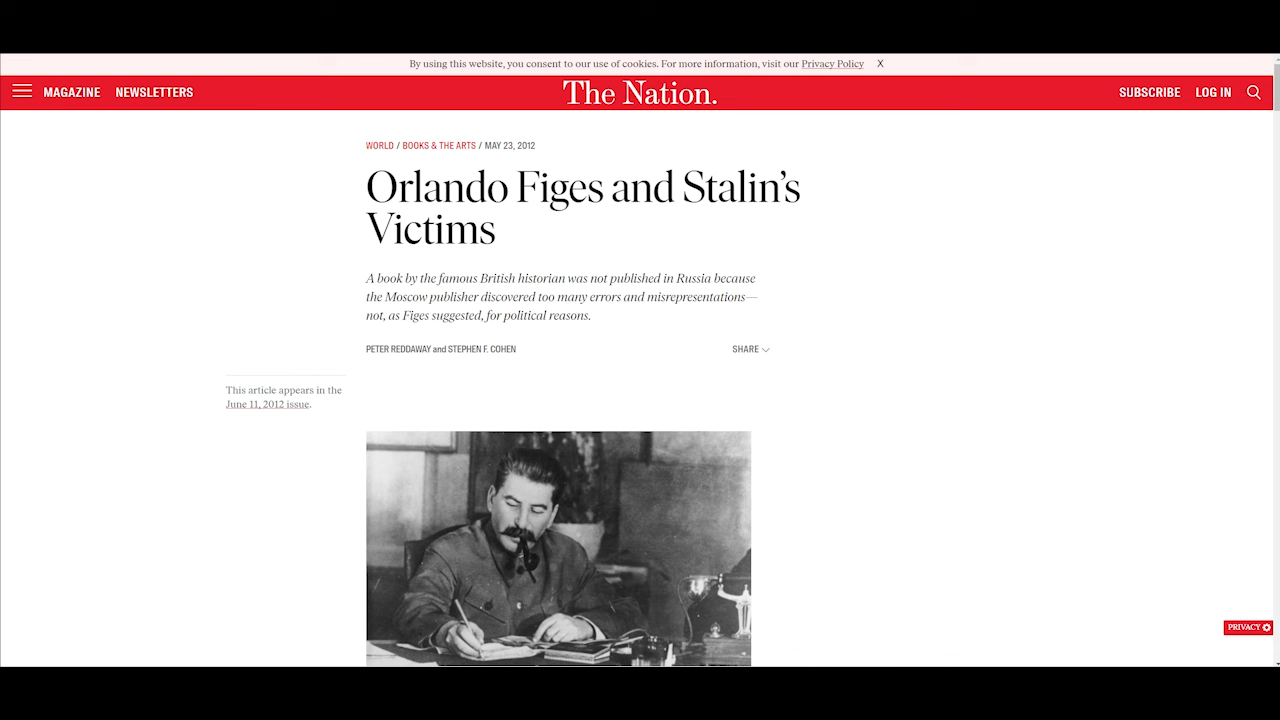 By using this website, you consent to our use of cookies. For more information, visit our Privacy Policy X
MAGAZINE NEWSLETTERS The Nation. SUBSCRIBE LOG IN
WORLD / BOOKS & THE ARTS / MAY 23, 2012
Orlando Figes and Stalin's
Victims
A book by the famous British historian was not published in Russia because
the Moscow publisher discovered too many errors and misrepresentations—
not, as Figes suggested, for political reasons.
PETER REDDAWAY and STEPHEN F. COHEN SHARE
This article appears in the
June 11, 2012 issue.
PRIVACY